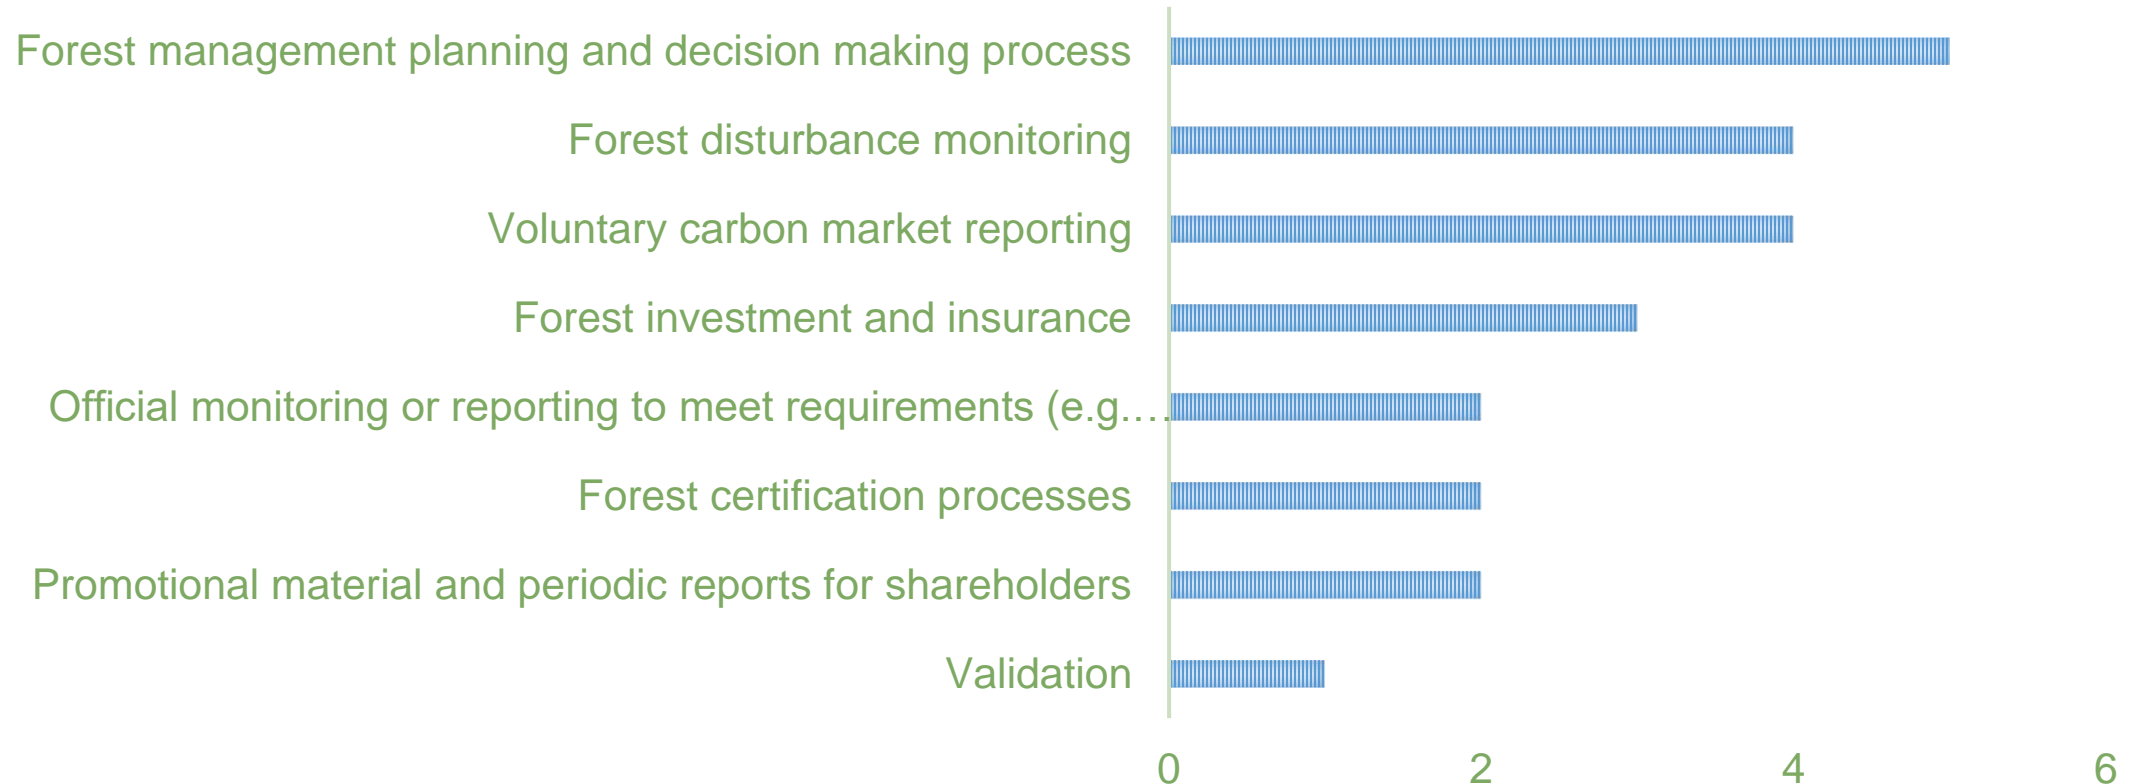 Forest management planning and decision making process
Forest disturbance monitoring
Voluntary carbon market reporting
Forest investment and insurance
Official monitoring or reporting to meet requirements (e.g.…
Forest certification processes
Promotional material and periodic reports for shareholders
Validation
0 2 4 6